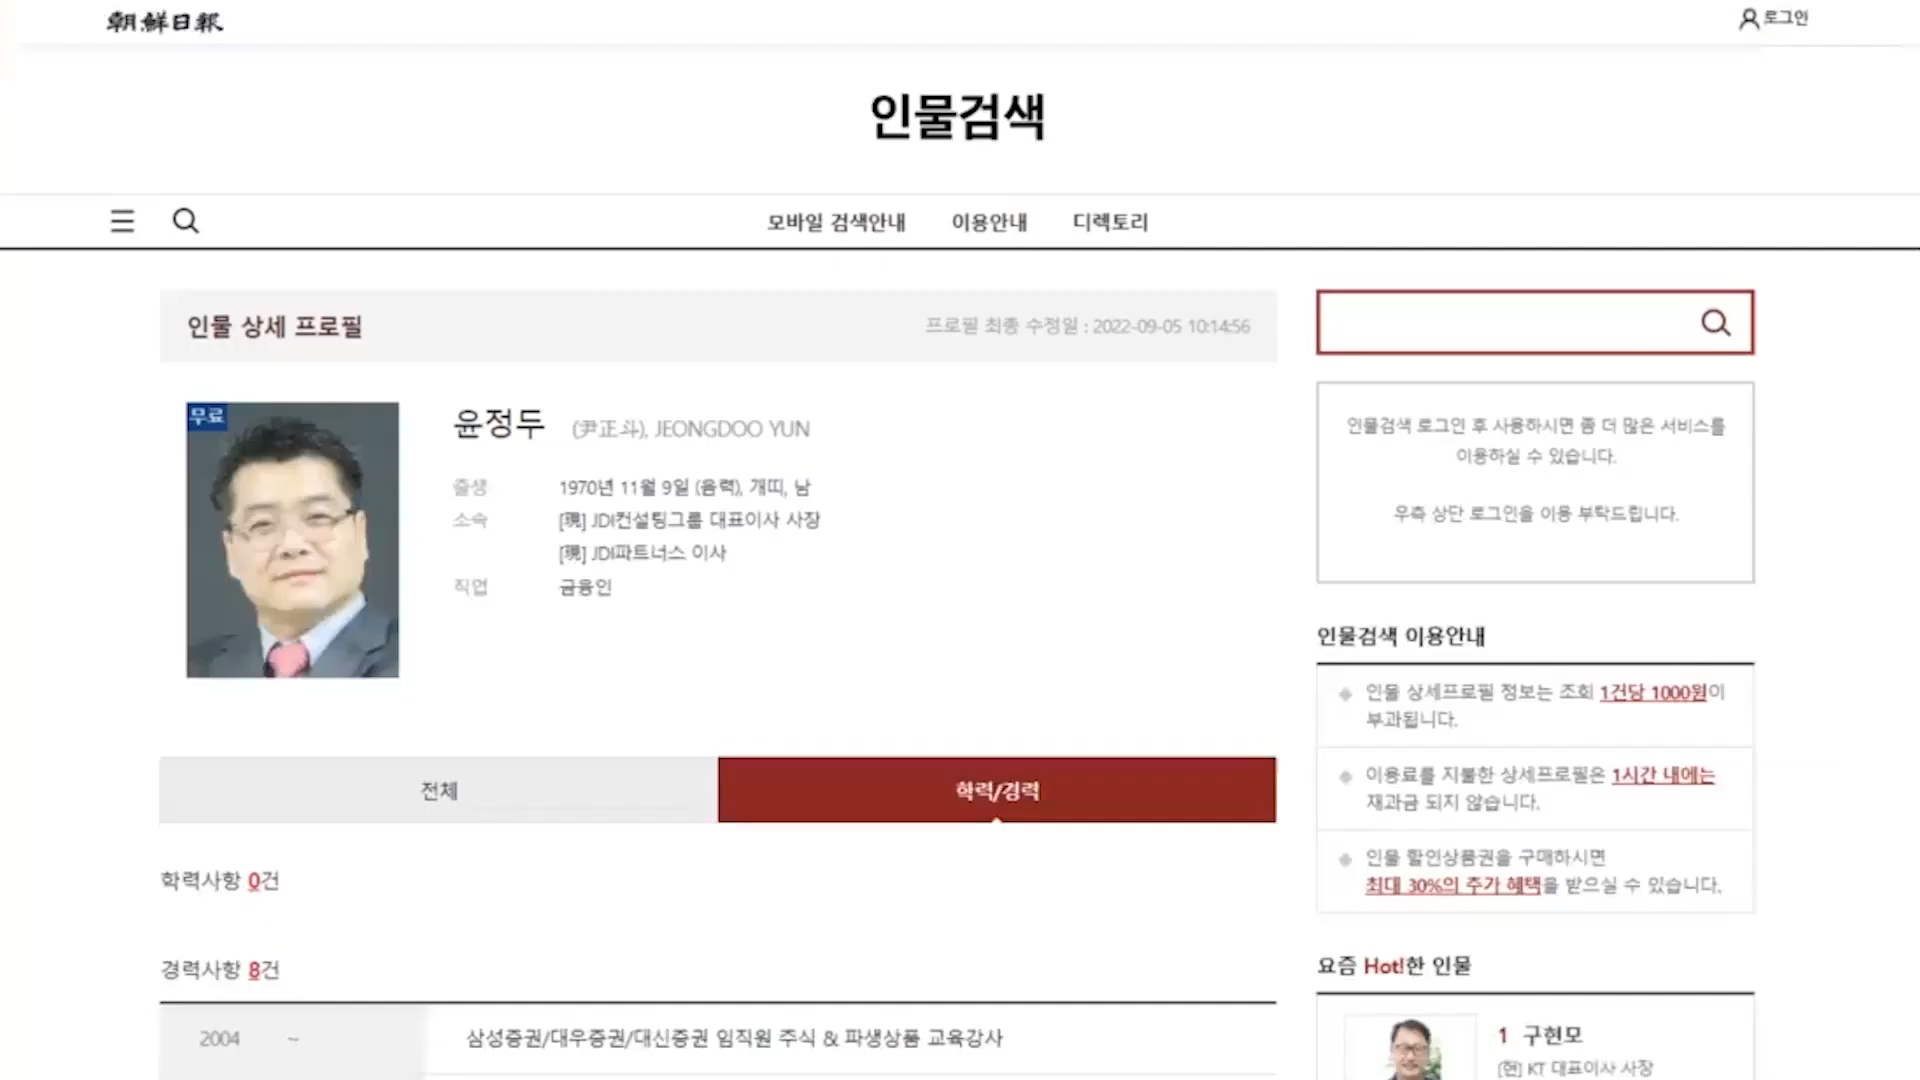 朝鮮日報
로그인
인물검색
모바일 검색안내 이용안내 디렉토리
인물 상세 프로필
프로필 최종 수정일 : 2022-09-05 10:14:56
무료
윤정두 (尹正斗), JEONGDOO YUN
출생 1970년 11월 9일 (음력), 개띠, 남
소속 [現] JDI컨설팅그룹 대표이사 사장
[現] JDI파트너스 이사
직업 금융인
전체
학력/경력
학력사항 0건
경력사항 8건
2004 ~ 삼성증권/대우증권/대신증권 임직원 주식 & 파생상품 교육강사
인물검색 로그인 후 사용하시면 좀 더 많은 서비스를
이용하실 수 있습니다.
우측 상단 로그인을 이용 부탁드립니다.
인물검색 이용안내
인물 상세프로필 정보는 조회 1건당 1000원이
부과됩니다.
이용료를 지불한 상세프로필은 1시간 내에는
재과금 되지 않습니다.
인물 할인상품권을 구매하시면
최대 30%의 추가 혜택을 받으실 수 있습니다.
요즘 Hot!한 인물
1 구현모
(현) KT 대표이사 사장